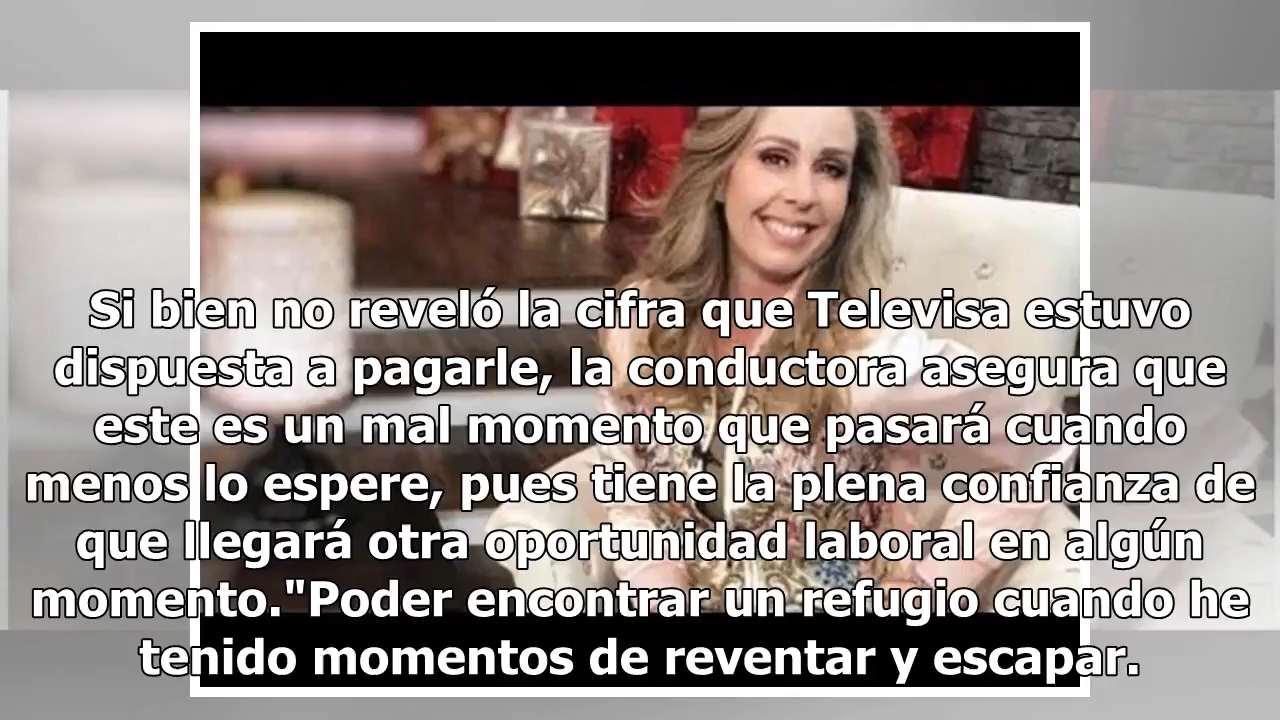 Si bien no reveló la cifra que Televisa estuvo
dispuesta a pagarle, la conductora asegura que
este es un mal momento que pasará cuando
menos lo espere, pues tiene la plena confianza de
que llegará otra oportunidad laboral en algún
momento."Poder encontrar un refugio cuando he
tenido momentos de reventar y escapar.